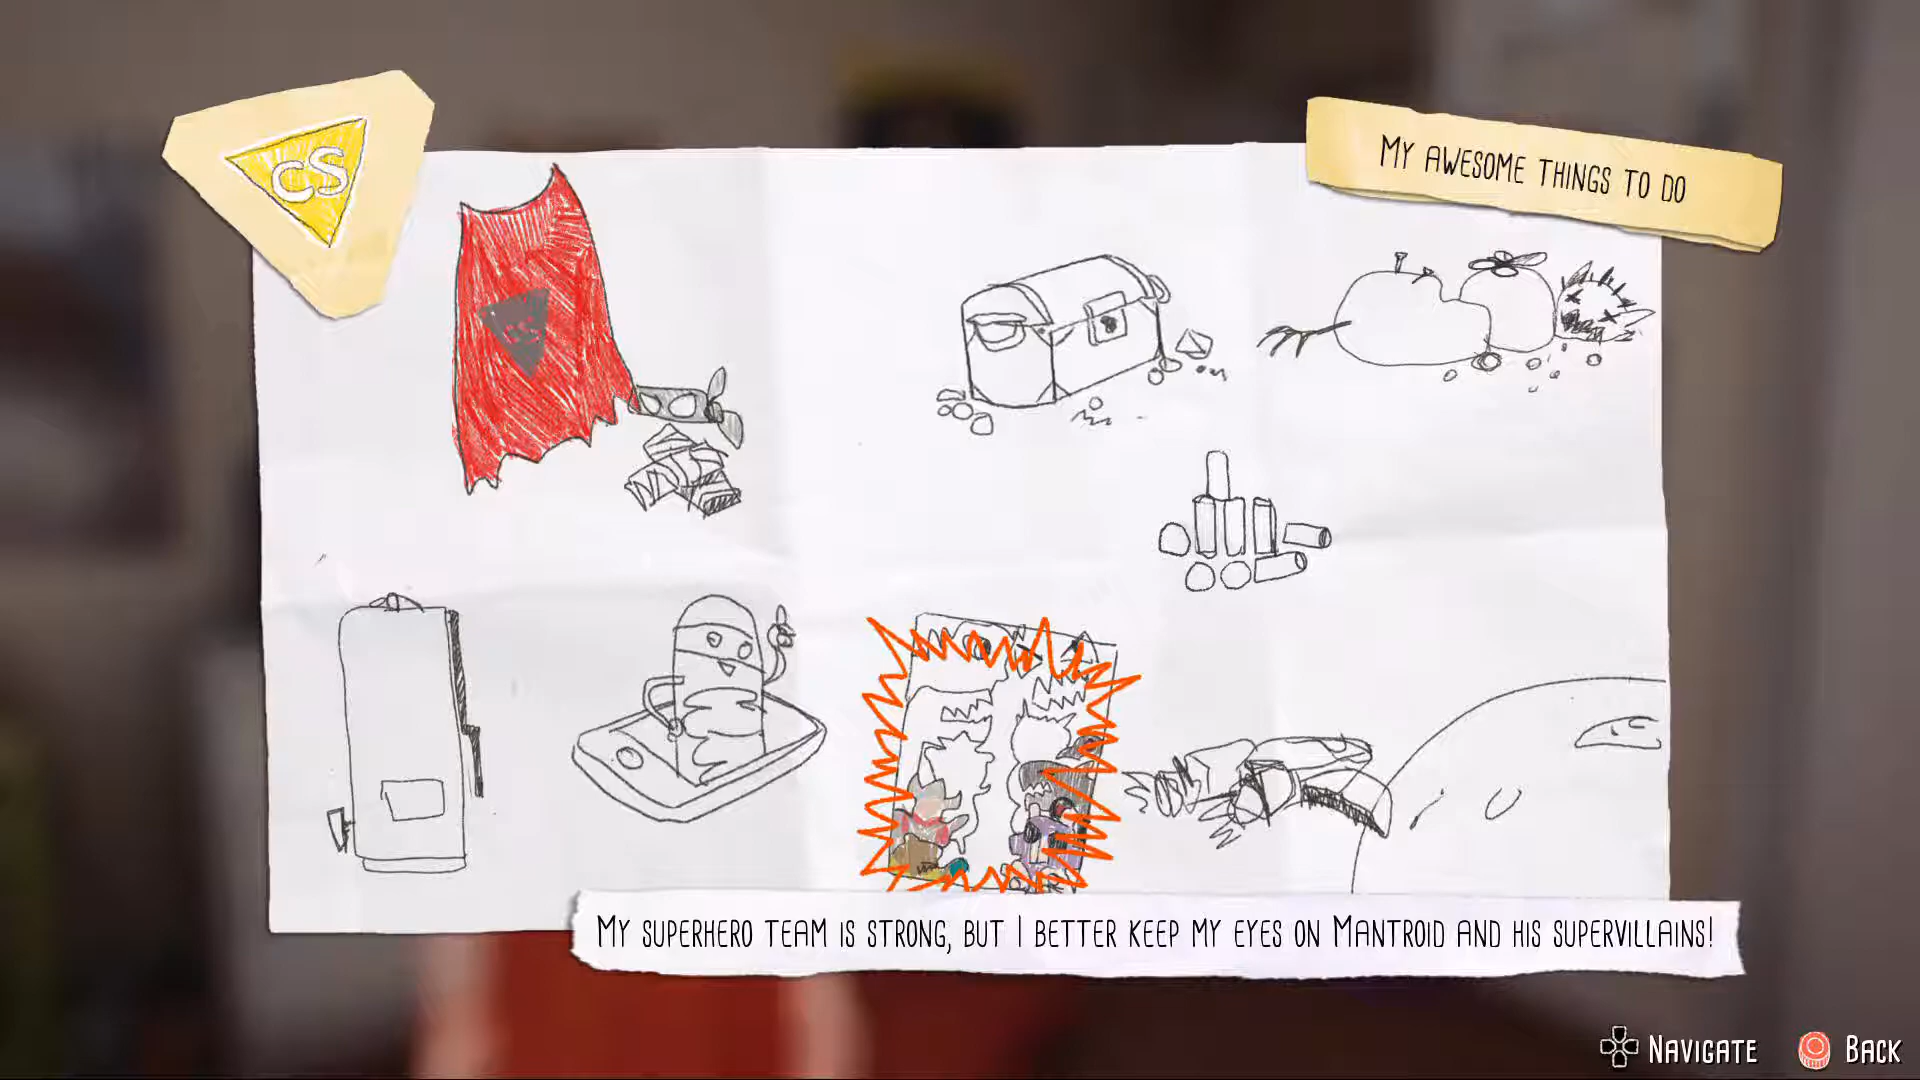 CS
MY AWESOME THINGS TO DO
MY SUPERHERO TEAM IS STRONG, BUT I BETTER KEEP MY EYES ON MANTROID AND HIS SUPERVILLAINS!
NAVIGATE
BACK